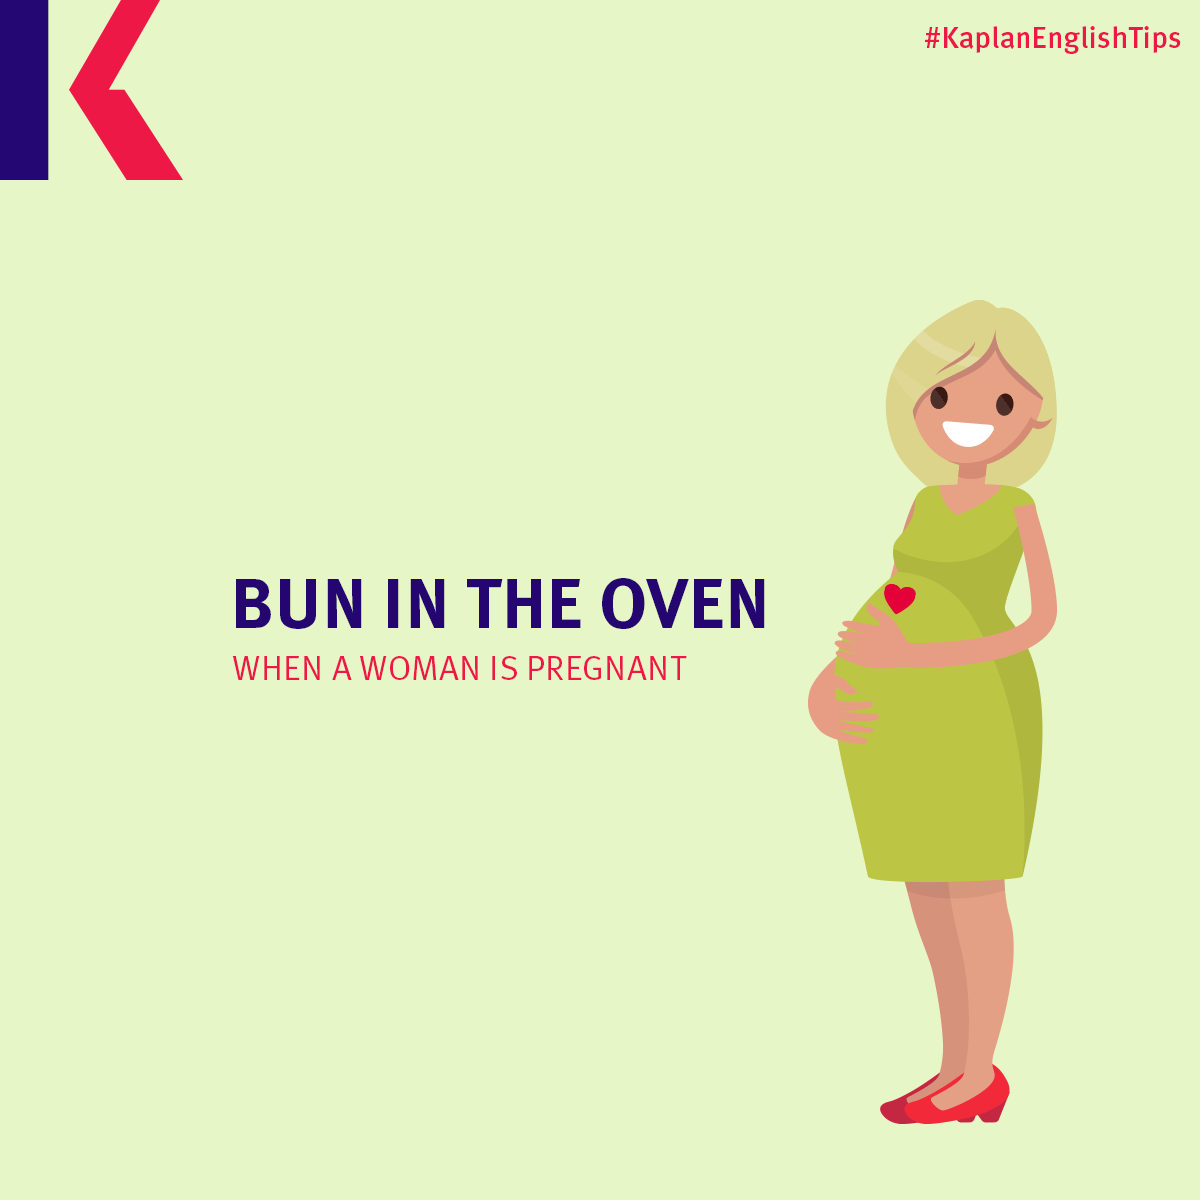 #KaplanEnglishTips
BUN IN THE OVEN
WHEN A WOMAN IS PREGNANT